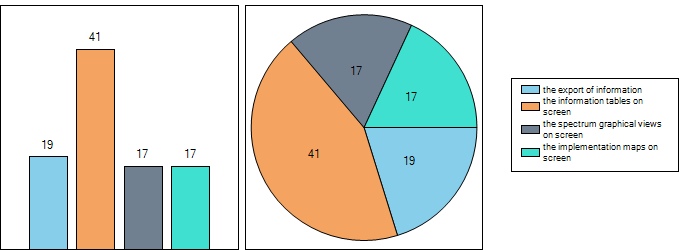 41
19
17
17
17
17
41
19
the export of information
the information tables on
screen
the spectrum graphical views
on screen
the implementation maps on
screen